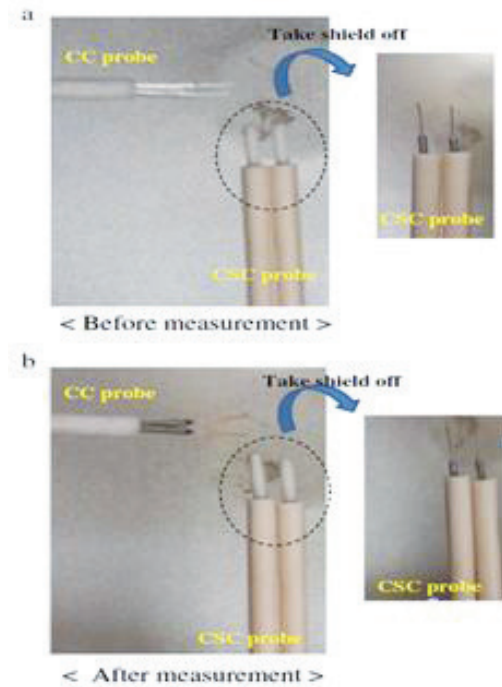 a
Take shield off
CC probe
CSC probe
CSC probe
< Before measurement >
b
Take shield off
CC probe
CSC probe
CSC probe
< After measurement >